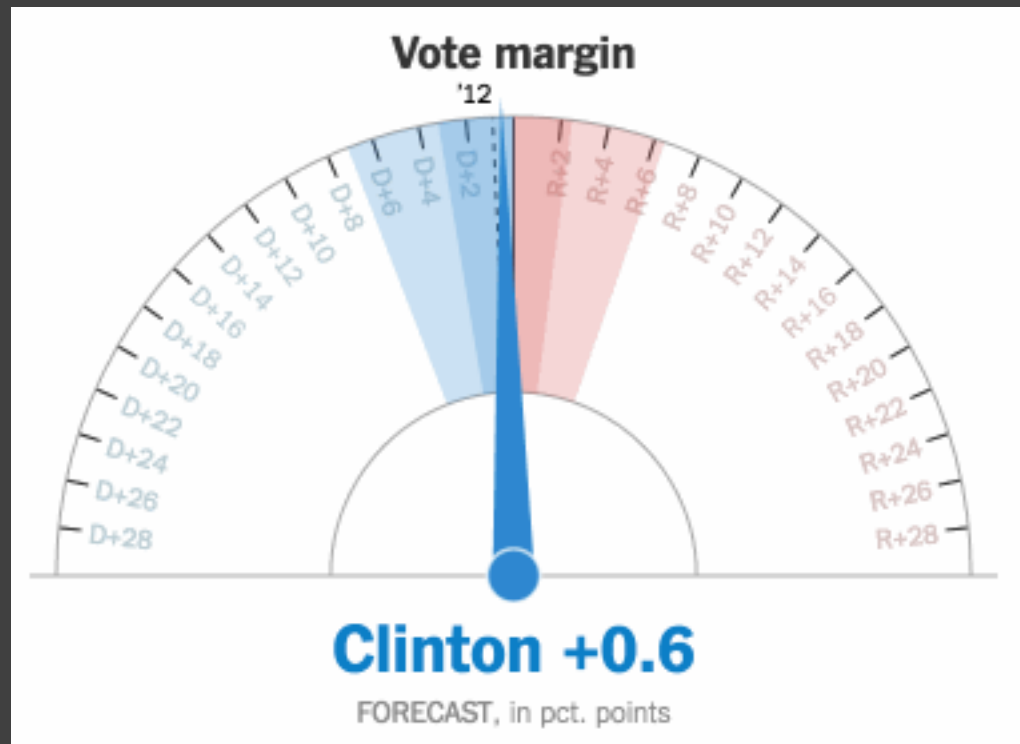 Vote margin
'12
D+28
D+26
D+24
D+22
D+20
D+18
D+16
D+14
D+12
D+10
D+8
D+6
D+4
D+2
R+2
R+4
R+6
R+8
R+10
R+12
R+14
R+16
R+18
R+20
R+22
R+24
R+26
R+28
Clinton +0.6
FORECAST, in pct. points